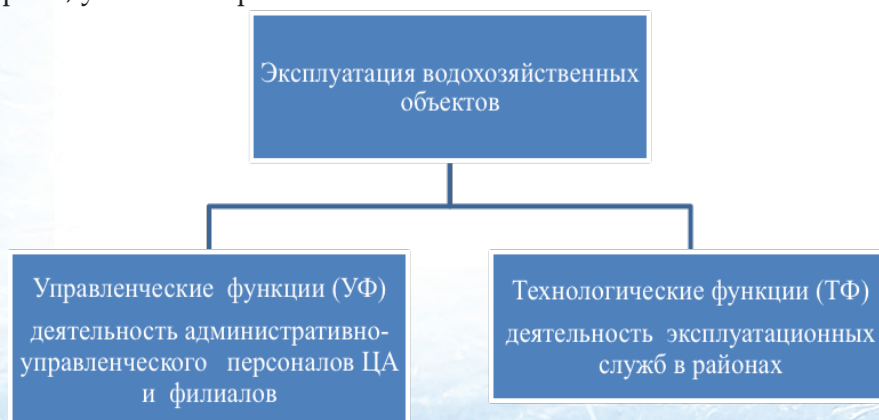 Эксплуатация водохозяйственных
объектов
Управленческие функции (УФ)
деятельность административно-
управленческого персоналов ЦА
и филиалов
Технологические функции (ТФ)
деятельность эксплуатационных
служб в районах